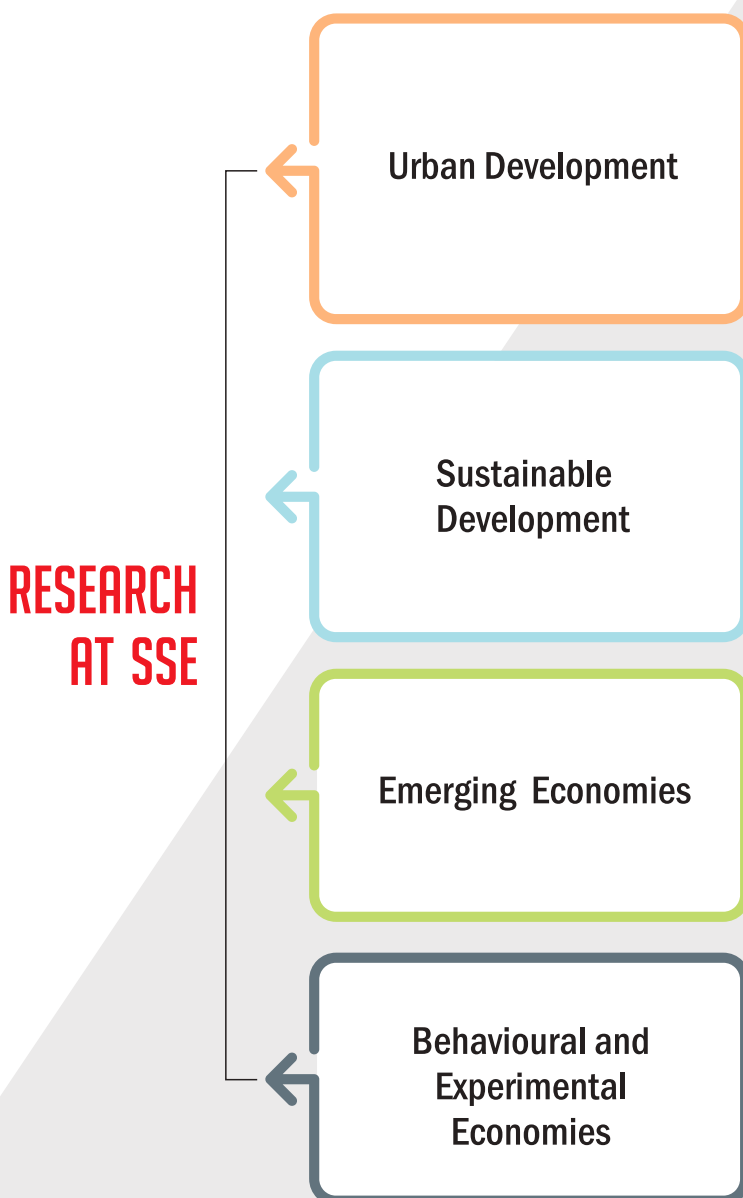 RESEARCH
AT SSE
Urban Development
Sustainable
Development
Emerging Economies
Behavioural and
Experimental
Economies